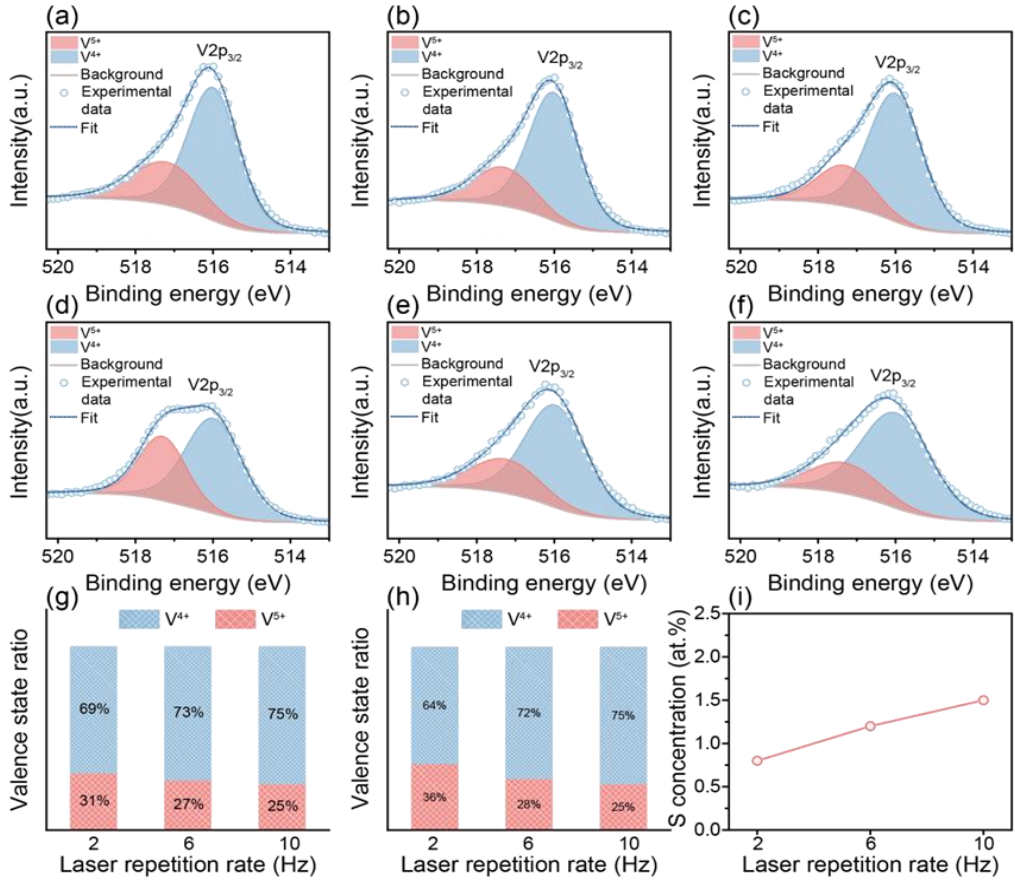 (a)
V⁵⁺
V⁴⁺
Background
Experimental
data
Fit
V2p₃/₂
Intensity(a.u.)
520 518 516 514
Binding energy (eV)
(b)
V⁵⁺
V⁴⁺
Background
Experimental
data
Fit
V2p₃/₂
Intensity(a.u.)
520 518 516 514
Binding energy (eV)
(c)
V⁵⁺
V⁴⁺
Background
Experimental
data
Fit
V2p₃/₂
Intensity(a.u.)
520 518 516 514
Binding energy (eV)
(d)
V⁵⁺
V⁴⁺
Background
Experimental
data
Fit
V2p₃/₂
Intensity(a.u.)
520 518 516 514
Binding energy (eV)
(e)
V⁵⁺
V⁴⁺
Background
Experimental
data
Fit
V2p₃/₂
Intensity(a.u.)
520 518 516 514
Binding energy (eV)
(f)
V⁵⁺
V⁴⁺
Background
Experimental
data
Fit
V2p₃/₂
Intensity(a.u.)
520 518 516 514
Binding energy (eV)
(g)
V⁴⁺ V⁵⁺
Valence state ratio
69% 73% 75%
31% 27% 25%
2 6 10
Laser repetition rate (Hz)
(h)
V⁴⁺ V⁵⁺
Valence state ratio
64% 72% 75%
36% 28% 25%
2 6 10
Laser repetition rate (Hz)
(i)
S concentration (at.%)
2.5
2.0
1.5
1.0
0.5
0.0
2 6 10
Laser repetition rate (Hz)